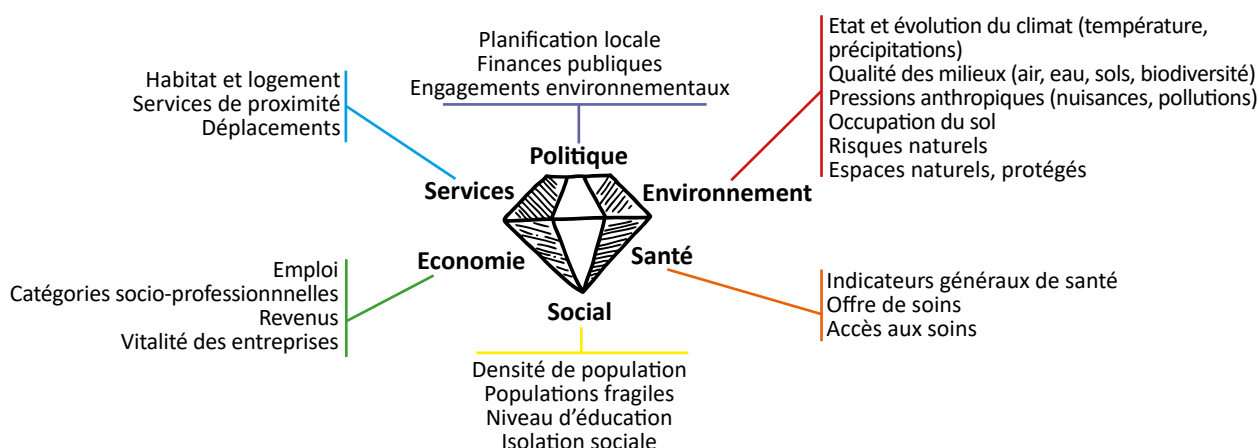 Planification locale
Finances publiques
Engagements environnementaux
Politique
Habitat et logement
Services de proximité
Déplacements
Services
Etat et évolution du climat (température,
précipitations)
Qualité des milieux (air, eau, sols, biodiversité)
Pressions anthropiques (nuisances, pollutions)
Occupation du sol
Risques naturels
Espaces naturels, protégés
Environnement
Emploi
Catégories socio-professionnnelles
Revenus
Vitalité des entreprises
Economie
Santé
Indicateurs généraux de santé
Offre de soins
Accès aux soins
Social
Densité de population
Populations fragiles
Niveau d’éducation
Isolation sociale